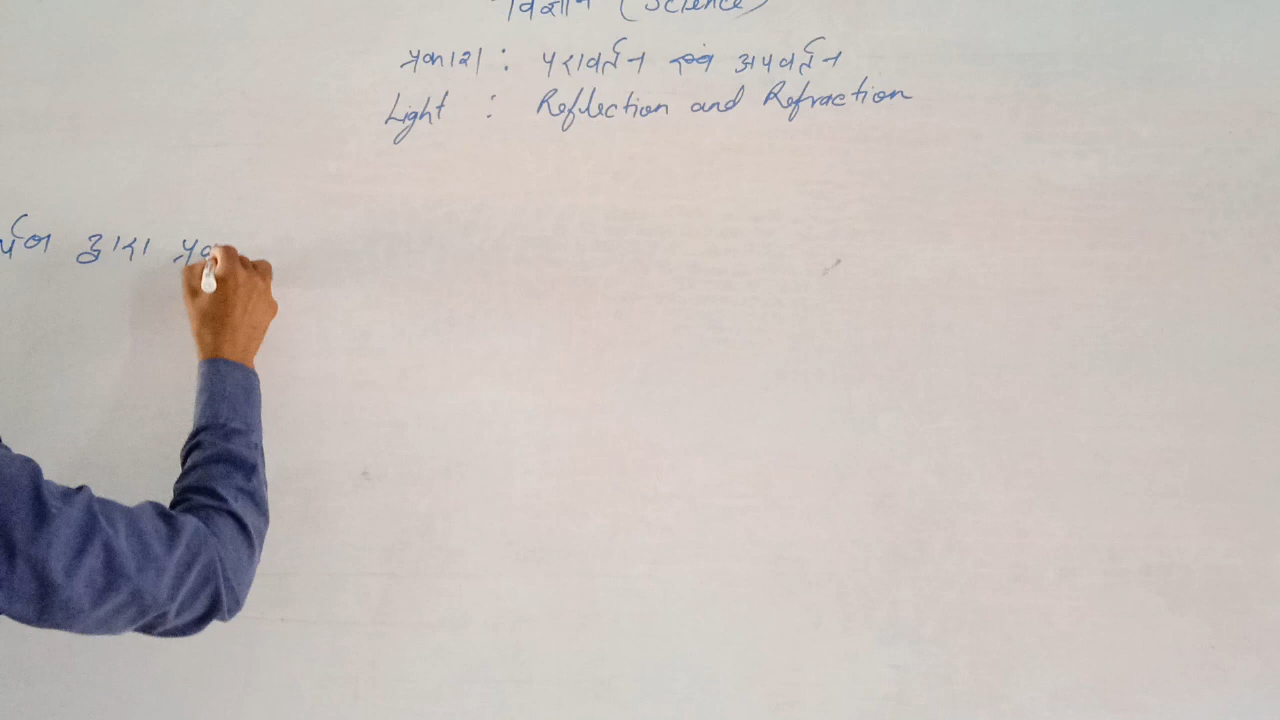 विज्ञान (Science)
प्रकाश : परावर्तन एवं अपवर्तन
Light : Reflection and Refraction
द्वारा